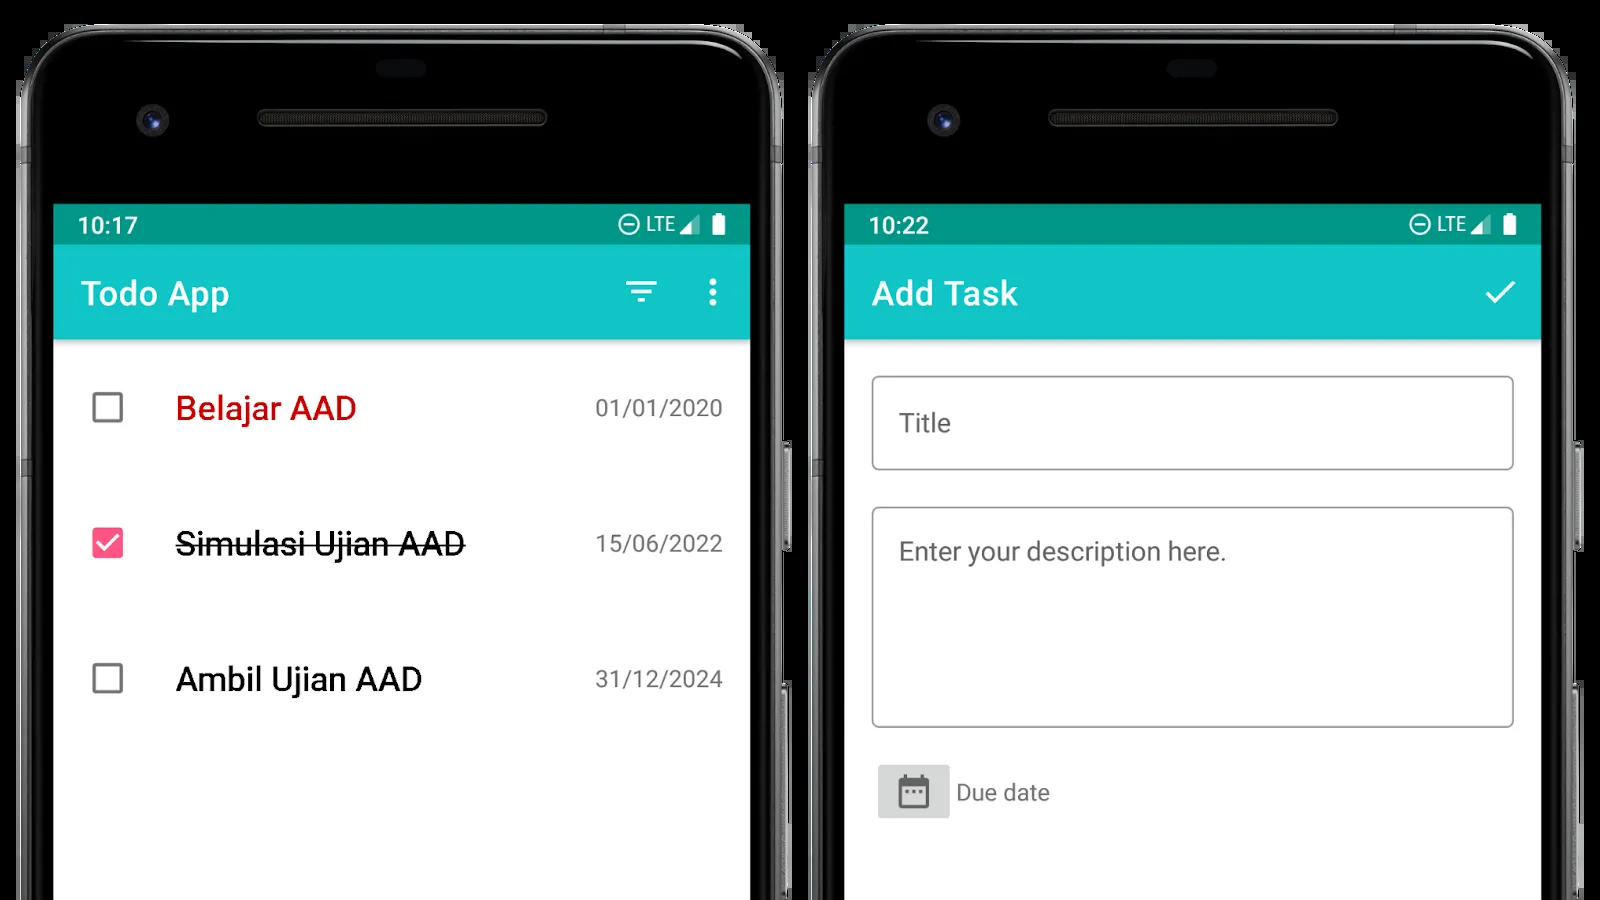 10:17
LTE
Todo App
Belajar AAD
01/01/2020
Simulasi Ujian AAD
15/06/2022
Ambil Ujian AAD
31/12/2024
10:22
LTE
Add Task
Title
Enter your description here.
Due date